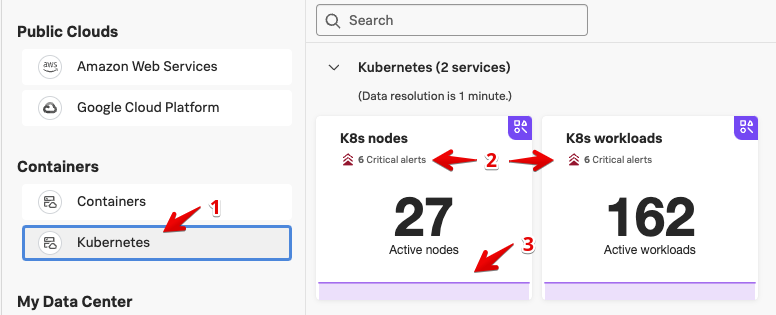 Public Clouds
aws
Amazon Web Services
Google Cloud Platform
Containers
Containers
1
Kubernetes
My Data Center
Search
Kubernetes (2 services)
(Data resolution is 1 minute.)
K8s nodes
6 Critical alerts
2
27
Active nodes
3
K8s workloads
6 Critical alerts
162
Active workloads